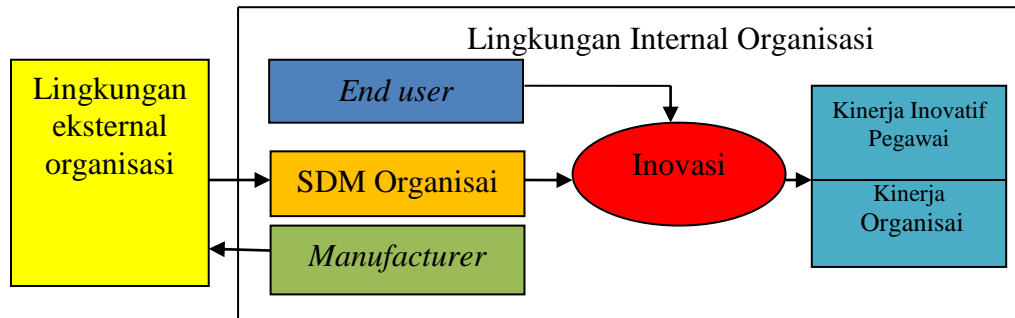 Lingkungan Internal Organisasi
Lingkungan
eksternal
organisasi
End user
SDM Organisai
Manufacturer
Inovasi
Kinerja Inovatif
Pegawai
Kinerja
Organisai